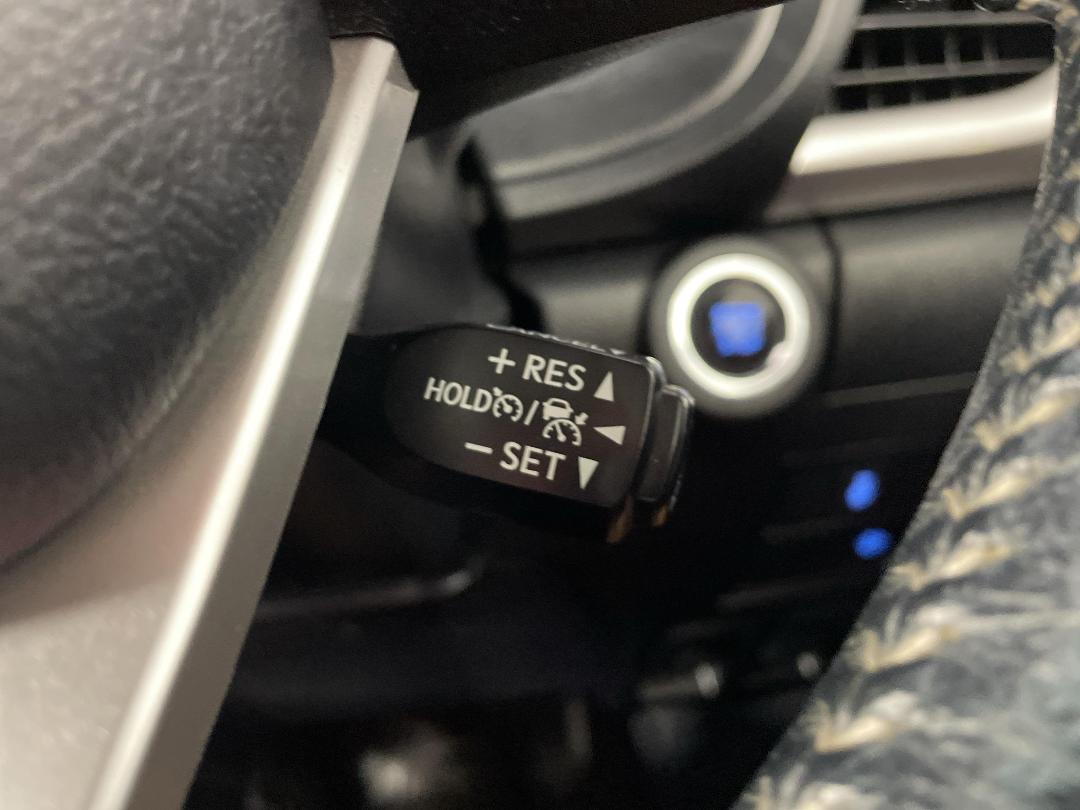 + RES
HOLD /
− SET